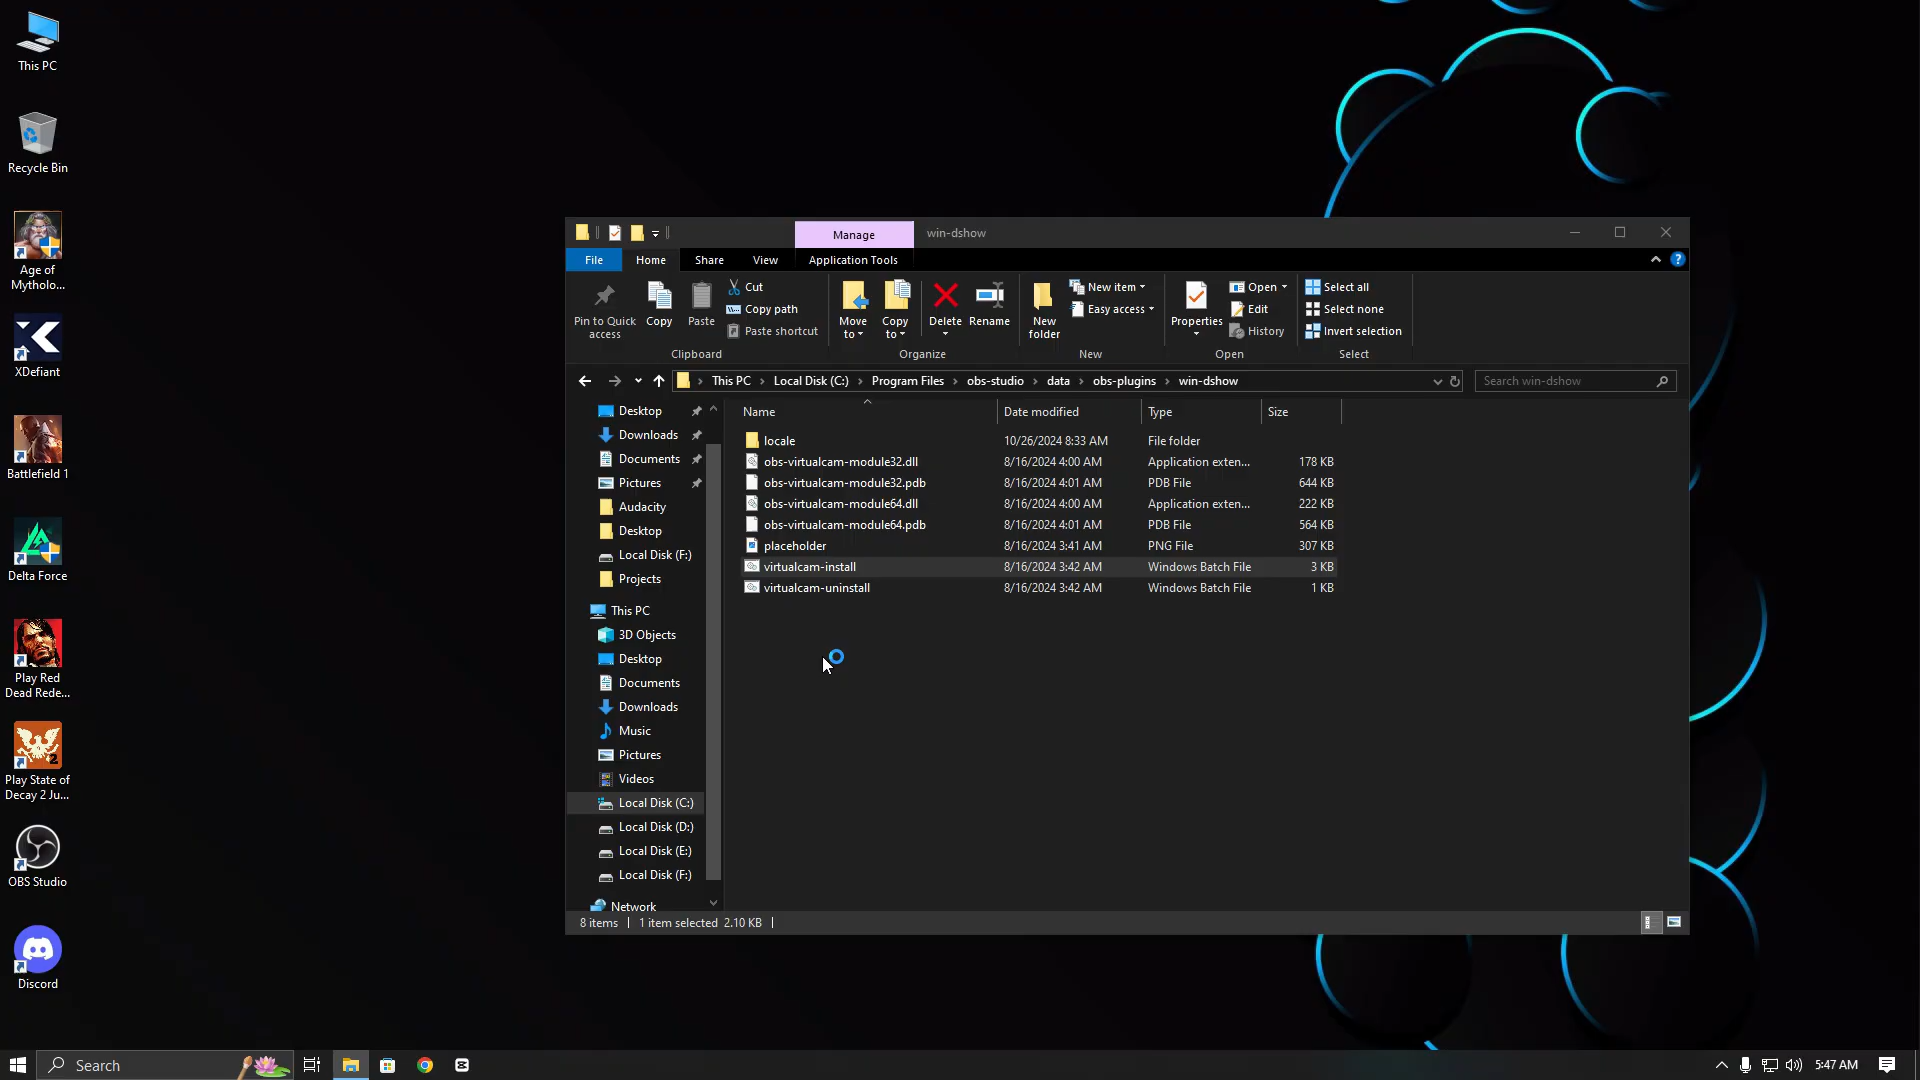 This PC
Recycle Bin
Age of
Mytholo...
XDefiant
Battlefield 1
Delta Force
Play Red
Dead Rede...
Play State of
Decay 2 Ju...
OBS Studio
Discord
Manage
win-dshow
File
Home
Share
View
Application Tools
Pin to Quick
access
Copy
Paste
Cut
Copy path
Paste shortcut
Clipboard
Move
to
Copy
to
Delete
Rename
Organize
New
folder
New item
Easy access
New
Properties
Open
Edit
History
Open
Select all
Select none
Invert selection
Select
This PC > Local Disk (C:) > Program Files > obs-studio > data > obs-plugins > win-dshow
Search win-dshow
Desktop
Downloads
Documents
Pictures
Audacity
Desktop
Local Disk (F:)
Projects
This PC
3D Objects
Desktop
Documents
Downloads
Music
Pictures
Videos
Local Disk (C:)
Local Disk (D:)
Local Disk (E:)
Local Disk (F:)
Network
Name Date modified Type Size
locale 10/26/2024 8:33 AM File folder
obs-virtualcam-module32.dll 8/16/2024 4:00 AM Application exten... 178 KB
obs-virtualcam-module32.pdb 8/16/2024 4:01 AM PDB File 644 KB
obs-virtualcam-module64.dll 8/16/2024 4:00 AM Application exten... 222 KB
obs-virtualcam-module64.pdb 8/16/2024 4:01 AM PDB File 564 KB
placeholder 8/16/2024 3:41 AM PNG File 307 KB
virtualcam-install 8/16/2024 3:42 AM Windows Batch File 3 KB
virtualcam-uninstall 8/16/2024 3:42 AM Windows Batch File 1 KB
8 items | 1 item selected 2.10 KB |
Search
5:47 AM